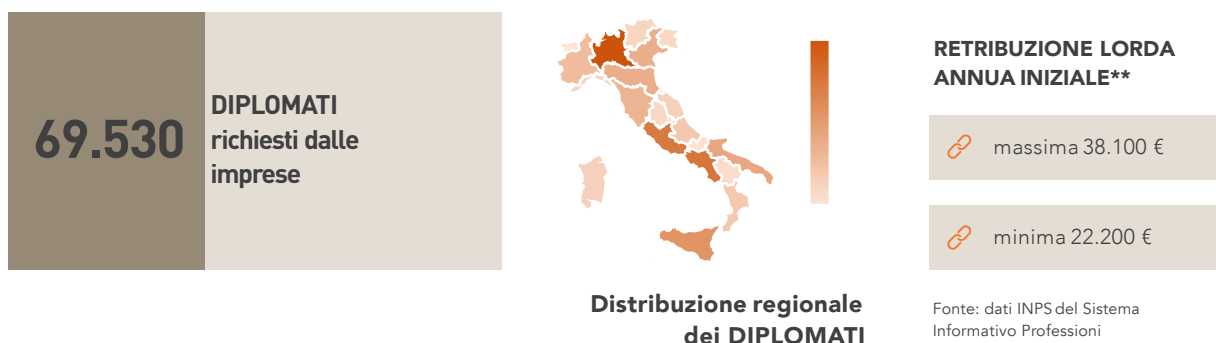 69.530
DIPLOMATI
richiesti dalle
imprese
Distribuzione regionale
dei DIPLOMATI
RETRIBUZIONE LORDA
ANNUA INIZIALE**
massima 38.100 €
minima 22.200 €
Fonte: dati INPS del Sistema
Informativo Professioni